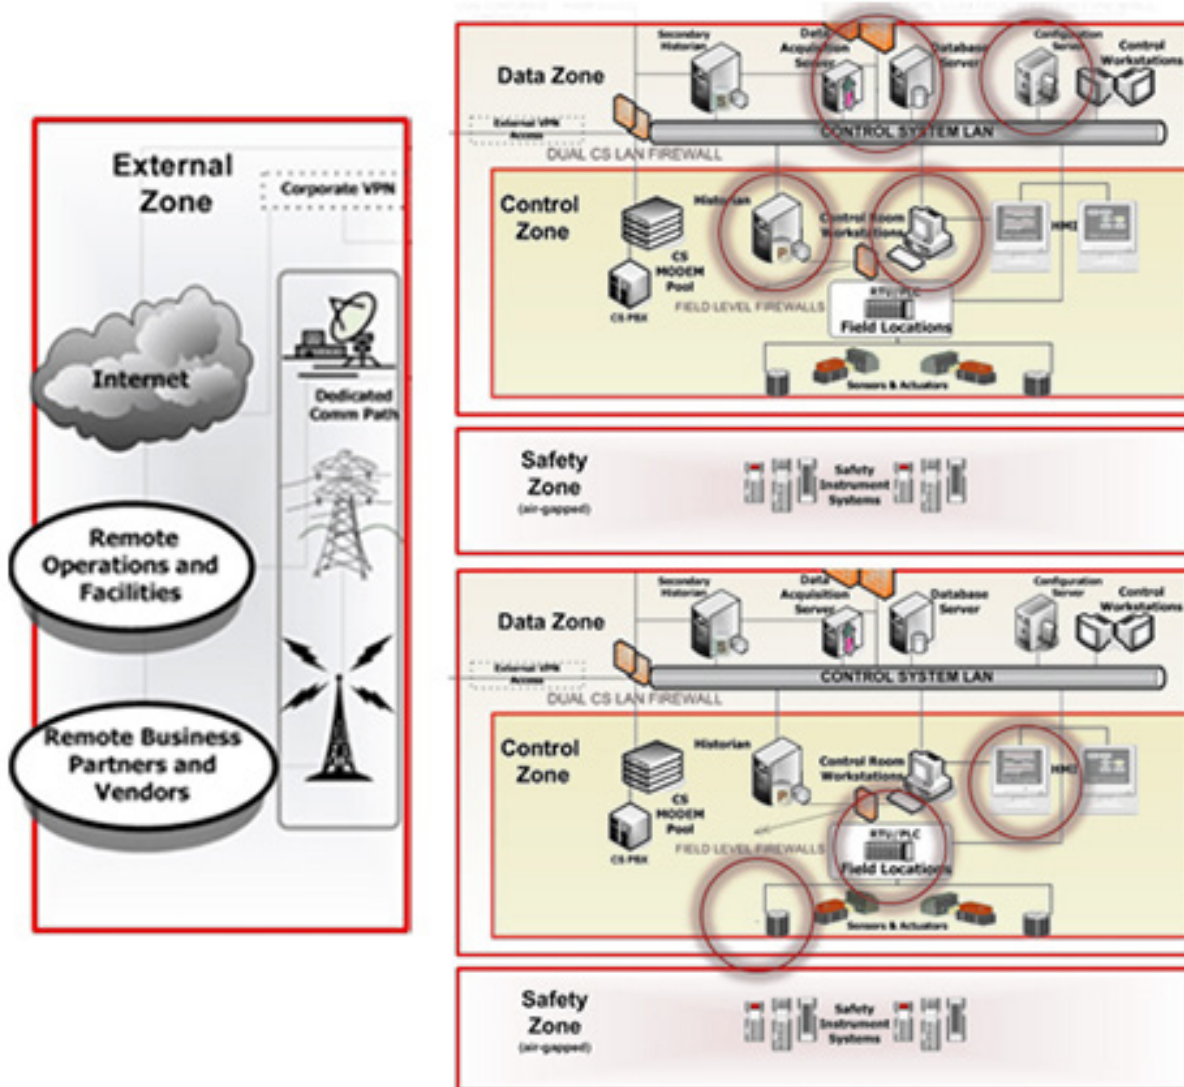 External
Zone
Corporate VPN
Internet
Dedicated
Comm Path
Remote
Operations and
Facilities
Remote Business
Partners and
Vendors
Data Zone
Secondary
Historian
Data
Acquisition
Server
Database
Server
Configuration
Server
Control
Workstations
External VPN
Access
CONTROL SYSTEM LAN
DUAL CS LAN FIREWALL
Control
Zone
Historian
Control Room
Workstations
HMI
CS
MODEM
Pool
CS PBX
FIELD LEVEL FIREWALLS
RTU/PLC
Field Locations
Sensors & Actuators
Safety
Zone
(air-gapped)
Safety
Instrument
Systems
Data Zone
Secondary
Historian
Data
Acquisition
Server
Database
Server
Configuration
Server
Control
Workstations
External VPN
Access
CONTROL SYSTEM LAN
DUAL CS LAN FIREWALL
Control
Zone
Historian
Control Room
Workstations
HMI
CS
MODEM
Pool
CS PBX
FIELD LEVEL FIREWALLS
RTU/PLC
Field Locations
Sensors & Actuators
Safety
Zone
(air-gapped)
Safety
Instrument
Systems